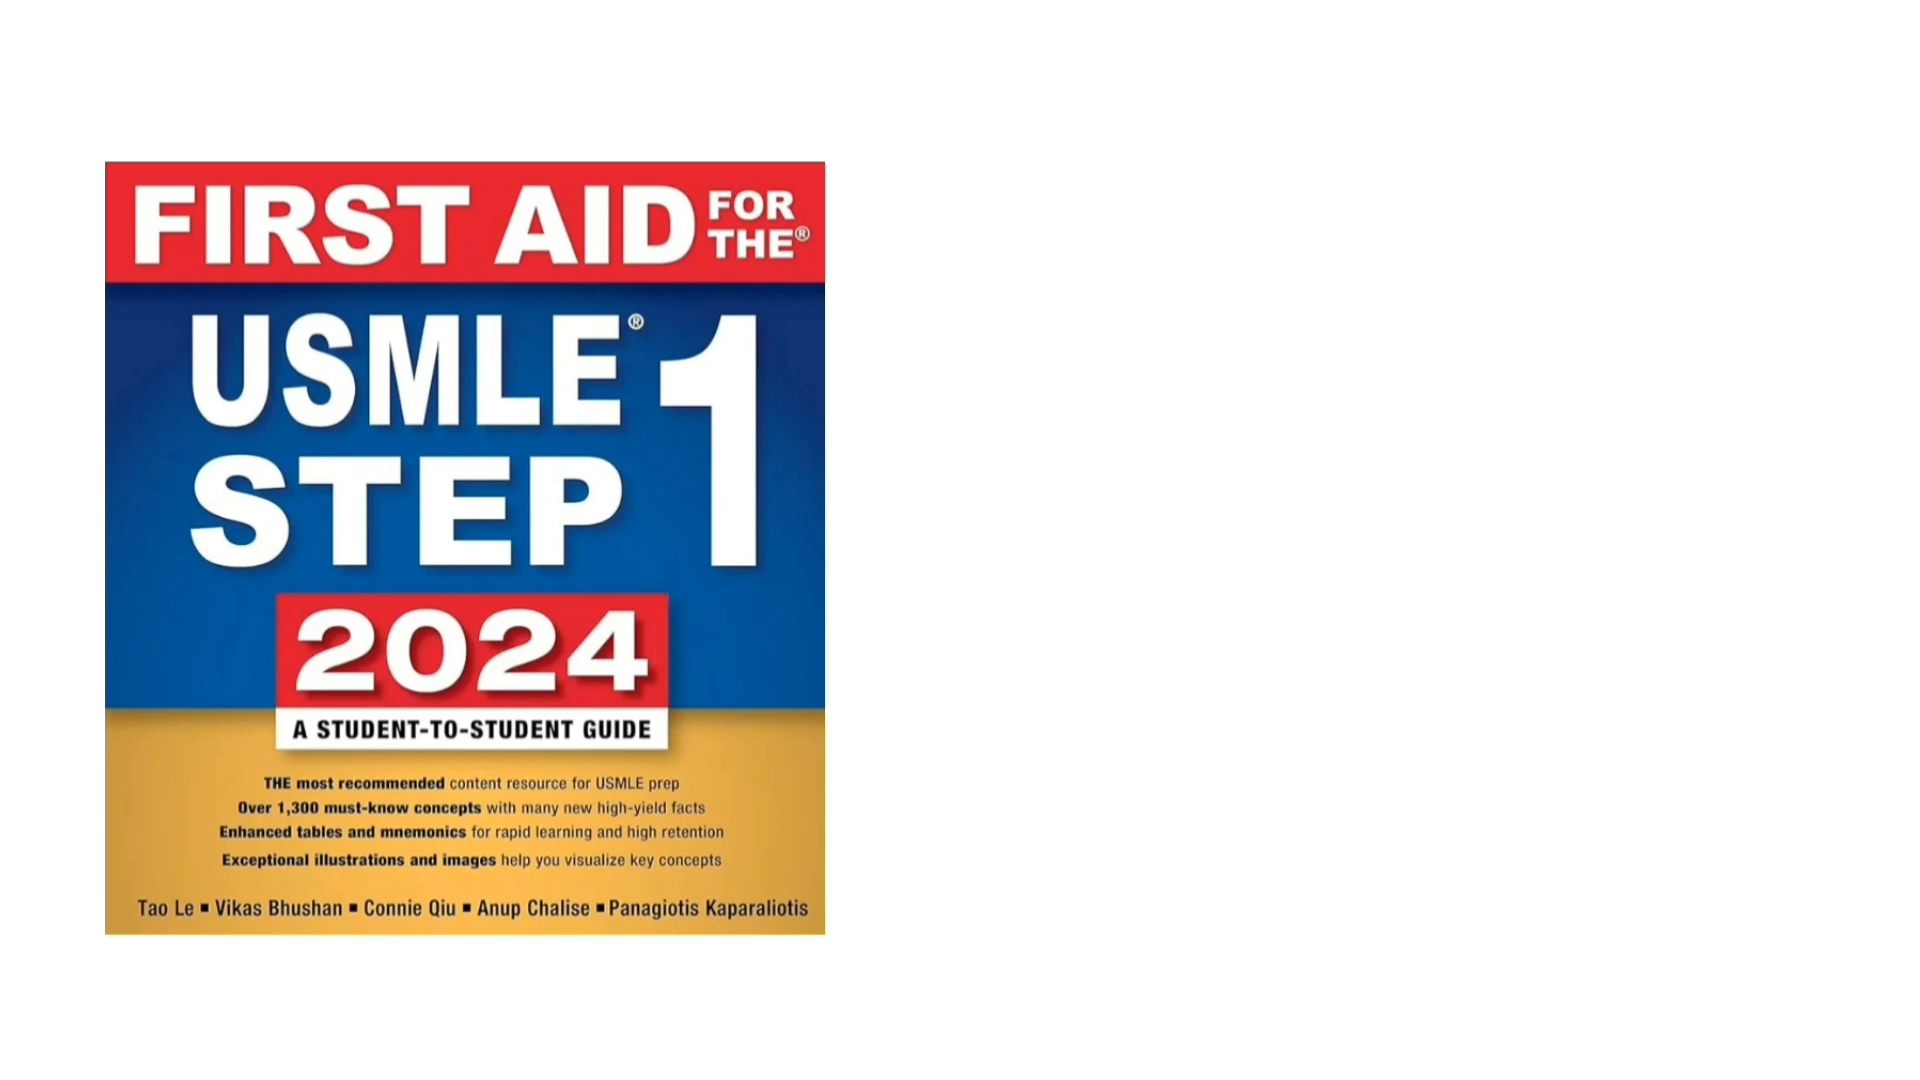 FIRST AID FOR THE®
USMLE® 1
STEP
2024
A STUDENT-TO-STUDENT GUIDE
THE most recommended content resource for USMLE prep
Over 1,300 must-know concepts with many new high-yield facts
Enhanced tables and mnemonics for rapid learning and high retention
Exceptional illustrations and images help you visualize key concepts
Tao Le ▪ Vikas Bhushan ▪ Connie Qiu ▪ Anup Chalise ▪ Panagiotis Kaparaliotis